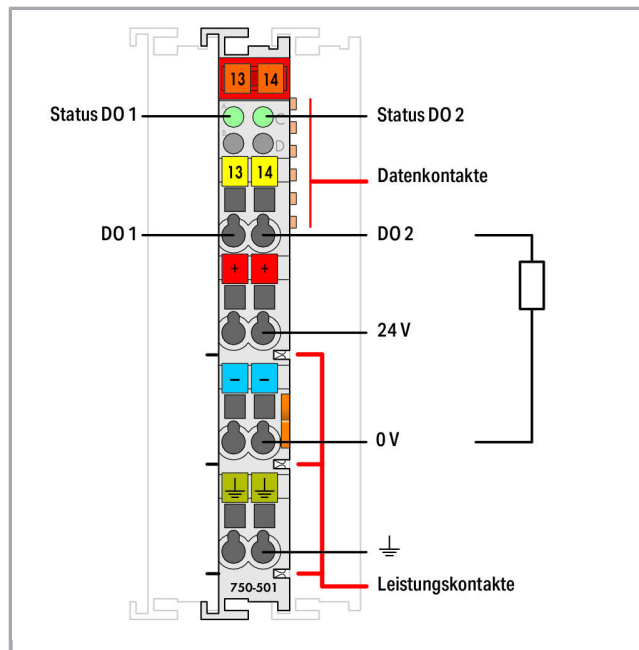 13 14
Status DO 1
A C
Status DO 2
D
13 14
Datenkontakte
DO 1
DO 2
+ +
24 V
– –
0 V
Leistungskontakte
750-501